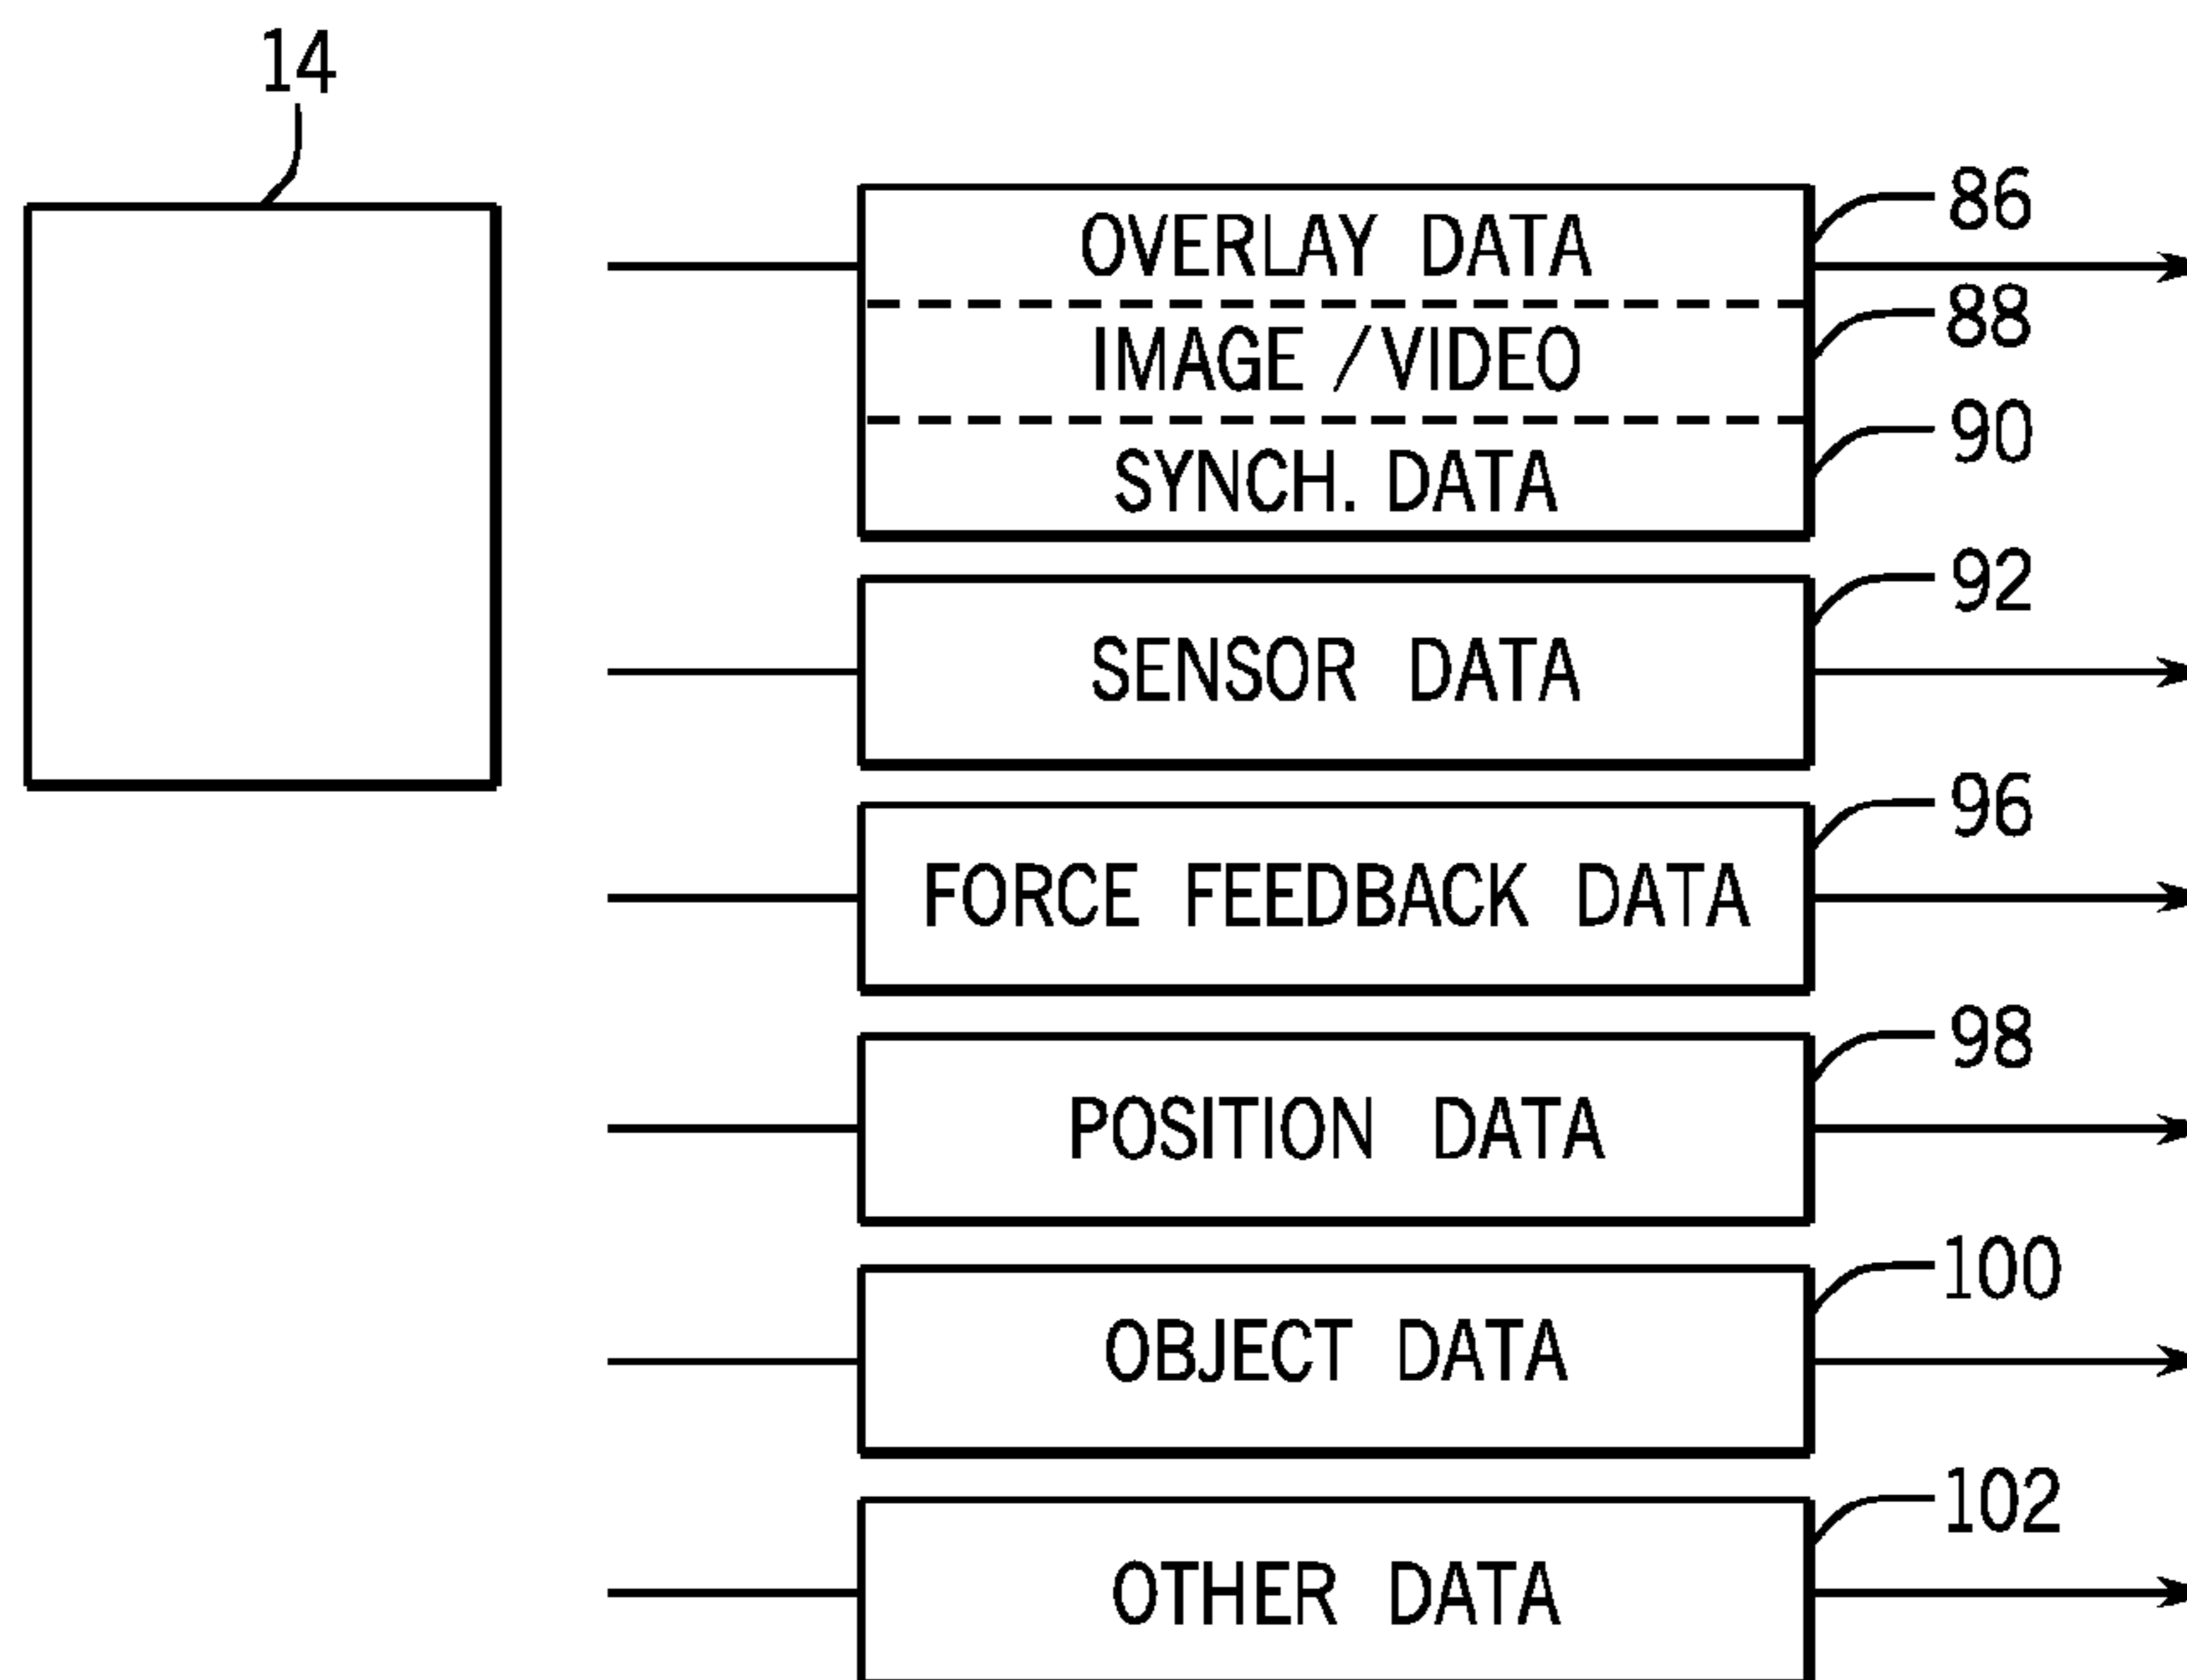 14
OVERLAY DATA
86
IMAGE / VIDEO
88
SYNCH. DATA
90
SENSOR DATA
92
FORCE FEEDBACK DATA
96
POSITION DATA
98
OBJECT DATA
100
OTHER DATA
102